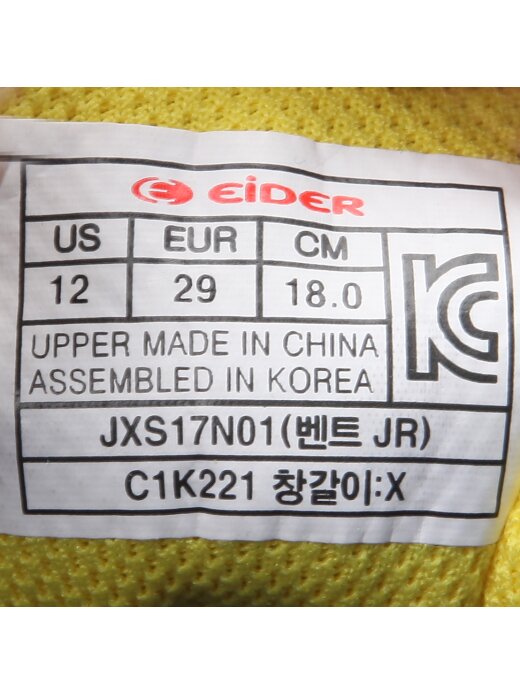 EiDER
US EUR CM
12 29 18.0
UPPER MADE IN CHINA
ASSEMBLED IN KOREA
KC
JXS17N01(벤트 JR)
C1K221 창갈이:X